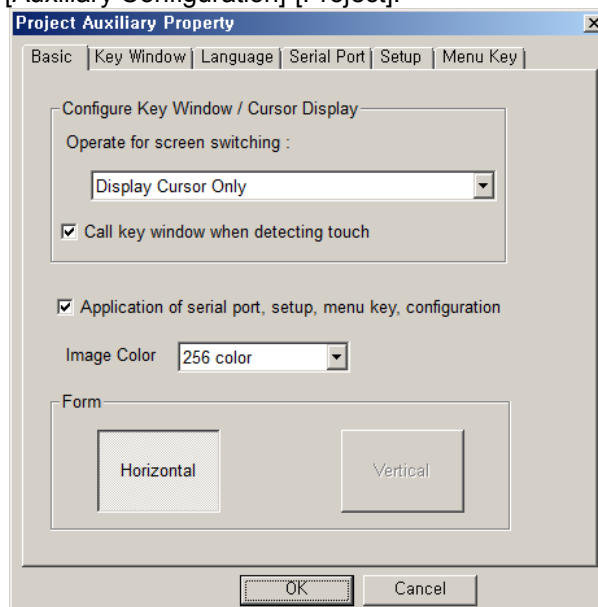 [Auxiliary Configuration]-[Project].
Project Auxiliary Property
Basic Key Window Language Serial Port Setup Menu Key
Configure Key Window / Cursor Display
Operate for screen switching :
Display Cursor Only
Call key window when detecting touch
Application of serial port, setup, menu key, configuration
Image Color 256 color
Form
Horizontal Vertical
OK Cancel